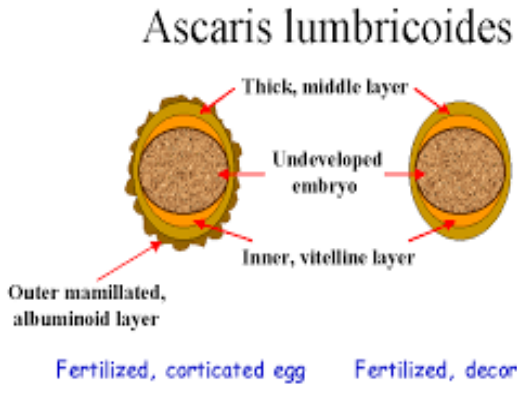 Ascaris lumbricoides
Thick, middle layer
Undeveloped
embryo
Inner, vitelline layer
Outer mamillated,
albuminoid layer
Fertilized, corticated egg
Fertilized, decor